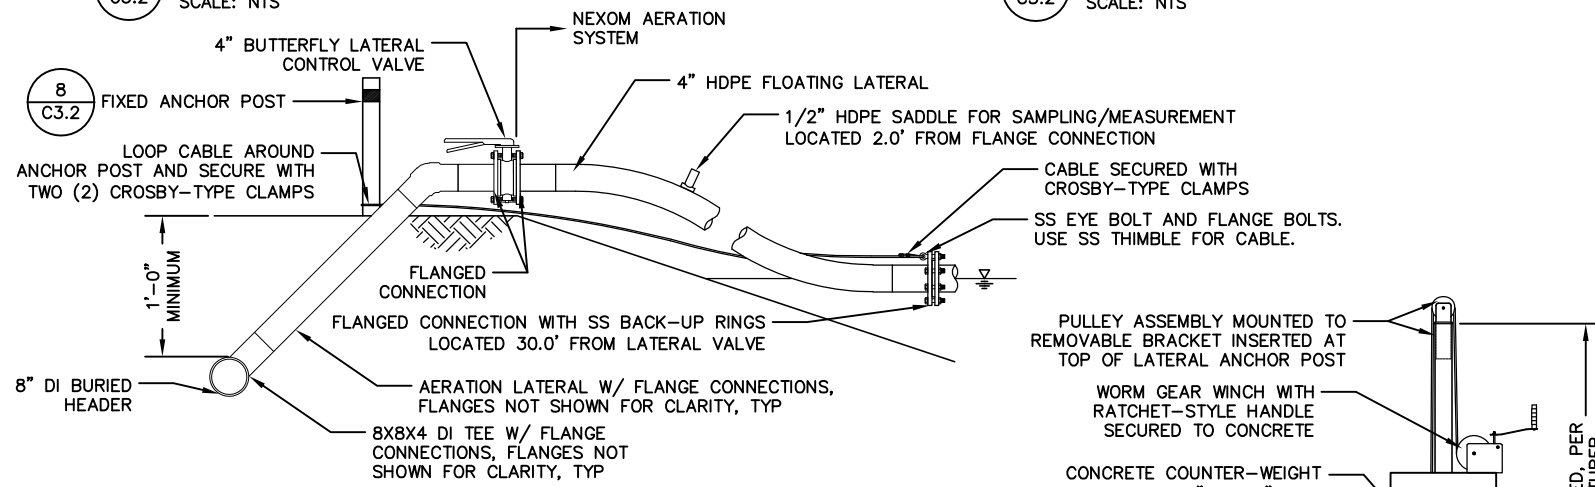 SCALE: NTS
SCALE: NTS
NEXOM AERATION
SYSTEM
4" BUTTERFLY LATERAL
CONTROL VALVE
8
C3.2
FIXED ANCHOR POST
4" HDPE FLOATING LATERAL
1/2" HDPE SADDLE FOR SAMPLING/MEASUREMENT
LOCATED 2.0' FROM FLANGE CONNECTION
LOOP CABLE AROUND
ANCHOR POST AND SECURE WITH
TWO (2) CROSBY-TYPE CLAMPS
CABLE SECURED WITH
CROSBY-TYPE CLAMPS
SS EYE BOLT AND FLANGE BOLTS.
USE SS THIMBLE FOR CABLE.
1'-0"
MINIMUM
FLANGED
CONNECTION
FLANGED CONNECTION WITH SS BACK-UP RINGS
LOCATED 30.0' FROM LATERAL VALVE
8" DI BURIED
HEADER
AERATION LATERAL W/ FLANGE CONNECTIONS,
FLANGES NOT SHOWN FOR CLARITY, TYP
8X8X4 DI TEE W/ FLANGE
CONNECTIONS, FLANGES NOT
SHOWN FOR CLARITY, TYP
PULLEY ASSEMBLY MOUNTED TO
REMOVABLE BRACKET INSERTED AT
TOP OF LATERAL ANCHOR POST
WORM GEAR WINCH WITH
RATCHET-STYLE HANDLE
SECURED TO CONCRETE
CONCRETE COUNTER-WEIGHT
PER